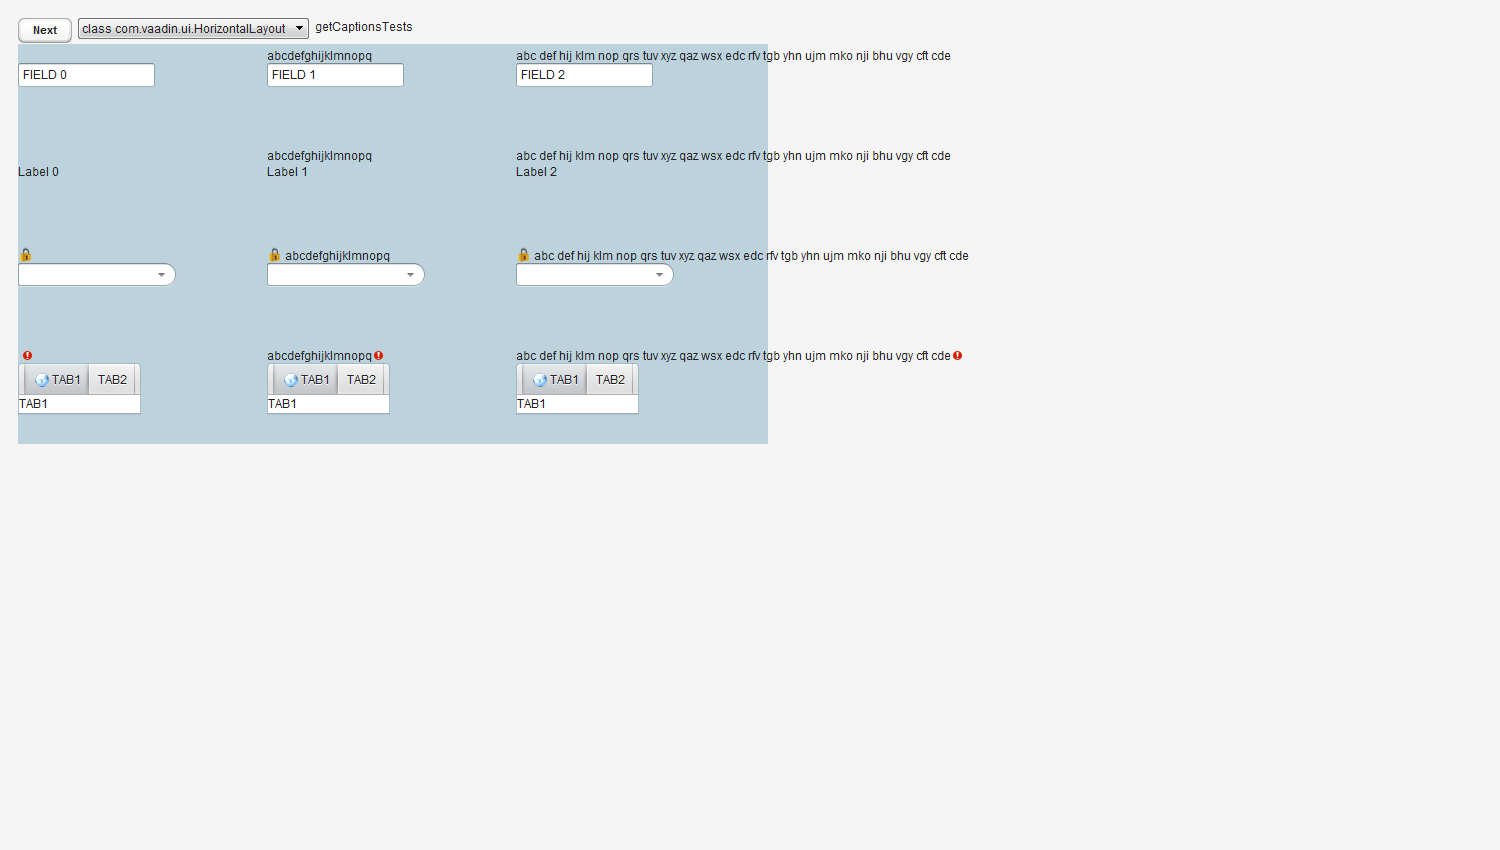 Next class com.vaadin.ui.HorizontalLayout getCaptionsTests
abcdefghijklmnopq abc def hij klm nop qrs tuv xyz qaz wsx edc rfv tgb yhn ujm mko nji bhu vgy cft cde
FIELD 0 FIELD 1 FIELD 2
abcdefghijklmnopq abc def hij klm nop qrs tuv xyz qaz wsx edc rfv tgb yhn ujm mko nji bhu vgy cft cde
Label 0 Label 1 Label 2
abcdefghijklmnopq abc def hij klm nop qrs tuv xyz qaz wsx edc rfv tgb yhn ujm mko nji bhu vgy cft cde
abcdefghijklmnopq abc def hij klm nop qrs tuv xyz qaz wsx edc rfv tgb yhn ujm mko nji bhu vgy cft cde
TAB1 TAB2 TAB1 TAB2 TAB1 TAB2
TAB1 TAB1 TAB1